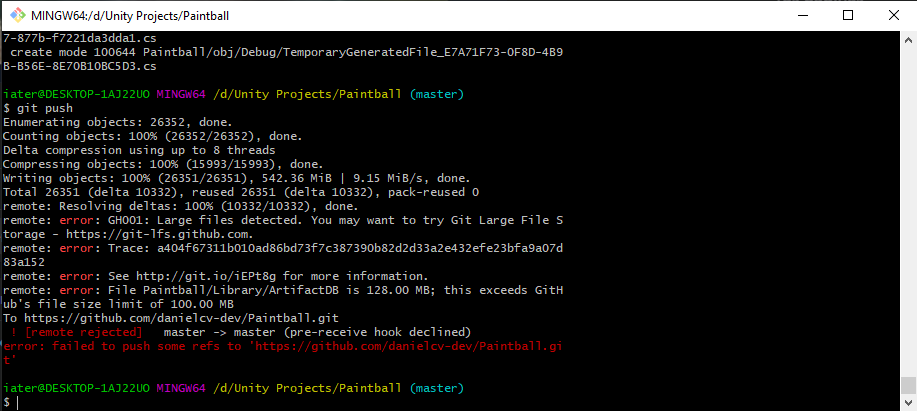 MINGW64:/d/Unity Projects/Paintball
7-877b-f7221da3dda1.cs
 create mode 100644 Paintball/obj/Debug/TemporaryGeneratedFile_E7A71F73-0F8D-4B9
B-B56E-8E70B10BC5D3.cs
iater@DESKTOP-1AJ22UO MINGW64 /d/Unity Projects/Paintball (master)
$ git push
Enumerating objects: 26352, done.
Counting objects: 100% (26352/26352), done.
Delta compression using up to 8 threads
Compressing objects: 100% (15993/15993), done.
Writing objects: 100% (26351/26351), 542.36 MiB | 9.15 MiB/s, done.
Total 26351 (delta 10332), reused 26351 (delta 10332), pack-reused 0
remote: Resolving deltas: 100% (10332/10332), done.
remote: error: GH001: Large files detected. You may want to try Git Large File S
torage - https://git-lfs.github.com.
remote: error: Trace: a404f67311b010ad86bd73f7c387390b82d2d33a2e432efe23bfa9a07d
83a152
remote: error: See http://git.io/iEPt8g for more information.
remote: error: File Paintball/Library/ArtifactDB is 128.00 MB; this exceeds GitH
ub's file size limit of 100.00 MB
To https://github.com/danielcv-dev/Paintball.git
 ! [remote rejected]   master -> master (pre-receive hook declined)
error: failed to push some refs to 'https://github.com/danielcv-dev/Paintball.gi
t'
iater@DESKTOP-1AJ22UO MINGW64 /d/Unity Projects/Paintball (master)
$